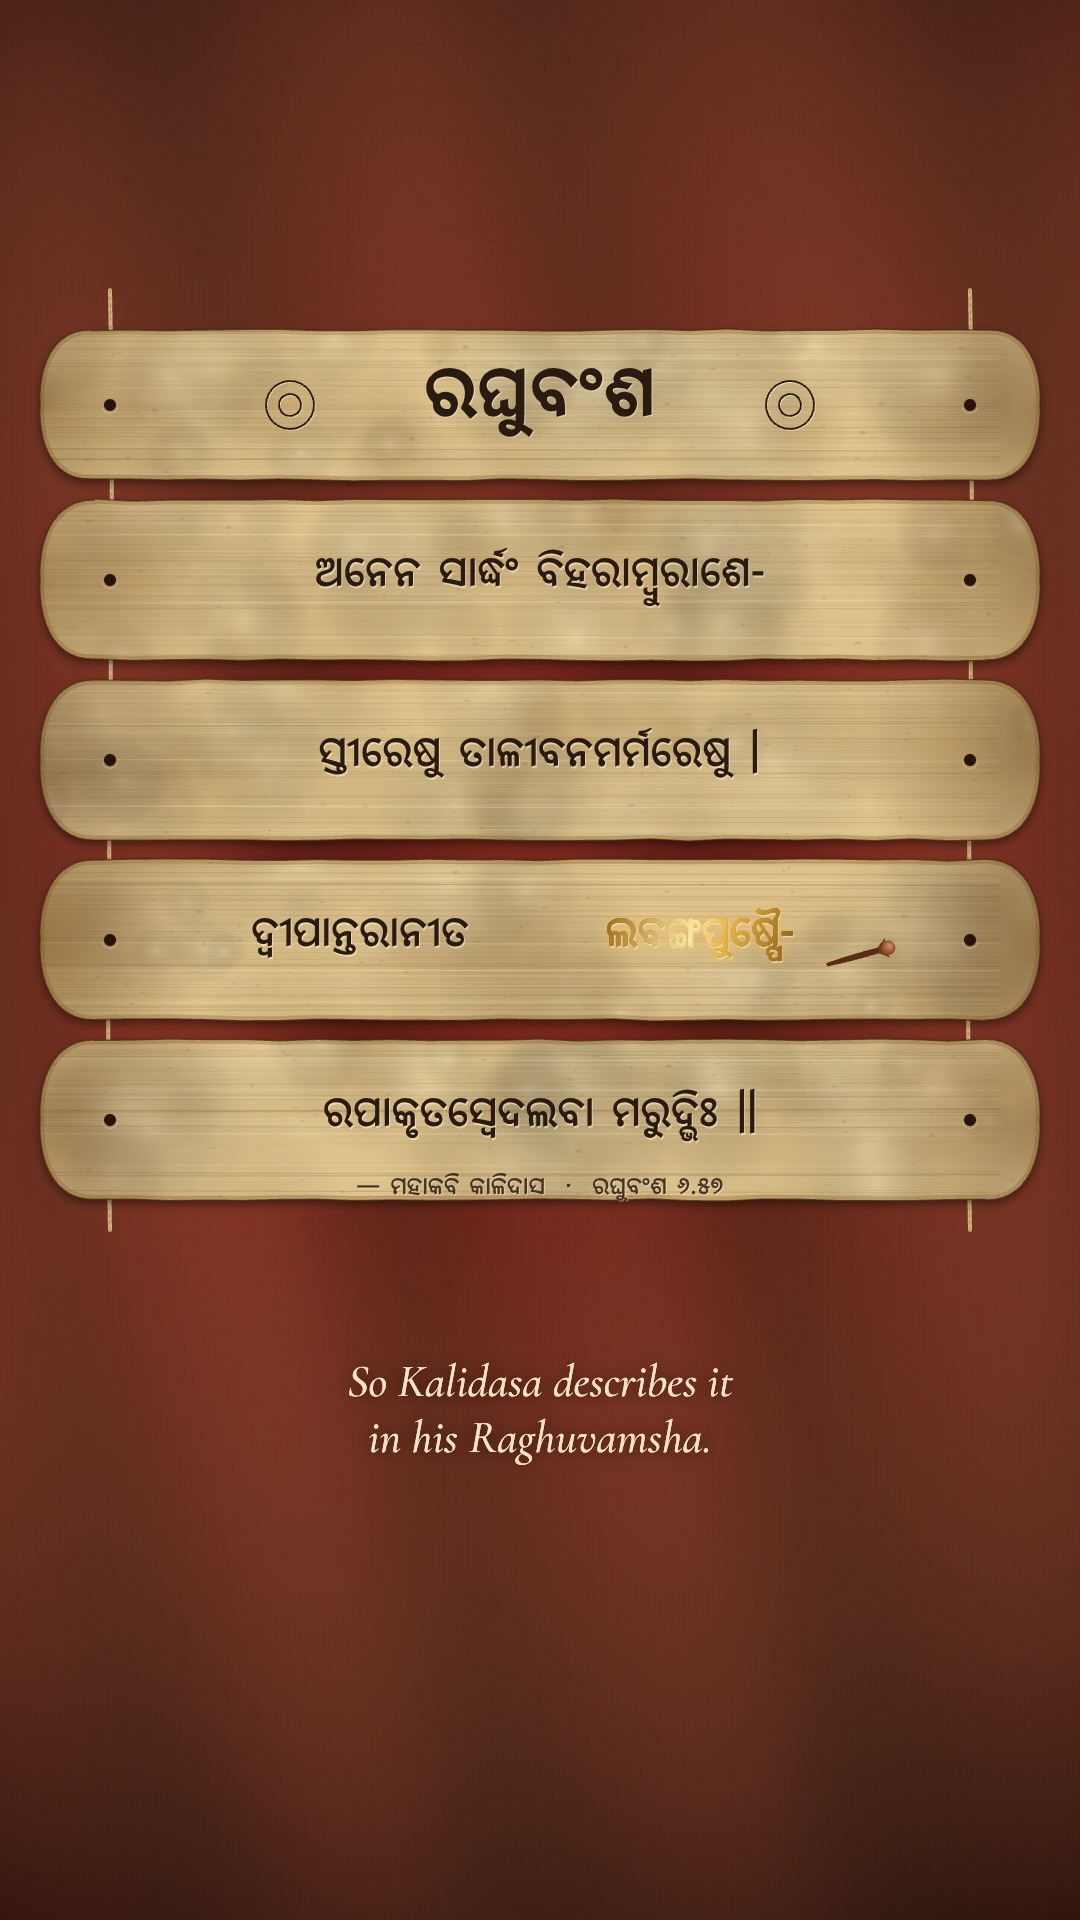 ରଘୁବଂଶ
ଅନେନ ସାର୍ଦ୍ଧଂ ବିହରାମ୍ବୁରାଶେ-
ସ୍ତୀରେଷୁ ତାଳୀବନମର୍ମରେଷୁ |
ଦ୍ୱୀପାନ୍ତରାନୀତ ଲବଙ୍ଗପୁଷ୍ପୈ-
ରପାକୃତସ୍ୱେଦଲବା ମରୁଦ୍ଭିଃ ||
— ମହାକବି କାଳିଦାସ · ରଘୁବଂଶ ୬.୫୭
So Kalidasa describes it
in his Raghuvamsha.